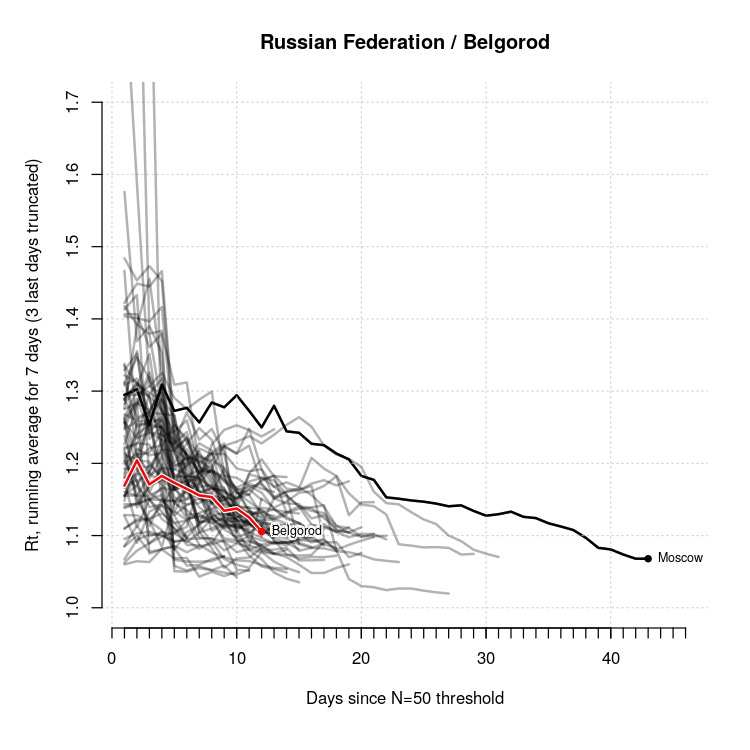 Russian Federation / Belgorod
Rt, running average for 7 days (3 last days truncated)
1.7
1.6
1.5
1.4
1.3
1.2
1.1
1.0
Belgorod
Moscow
0
10
20
30
40
Days since N=50 threshold